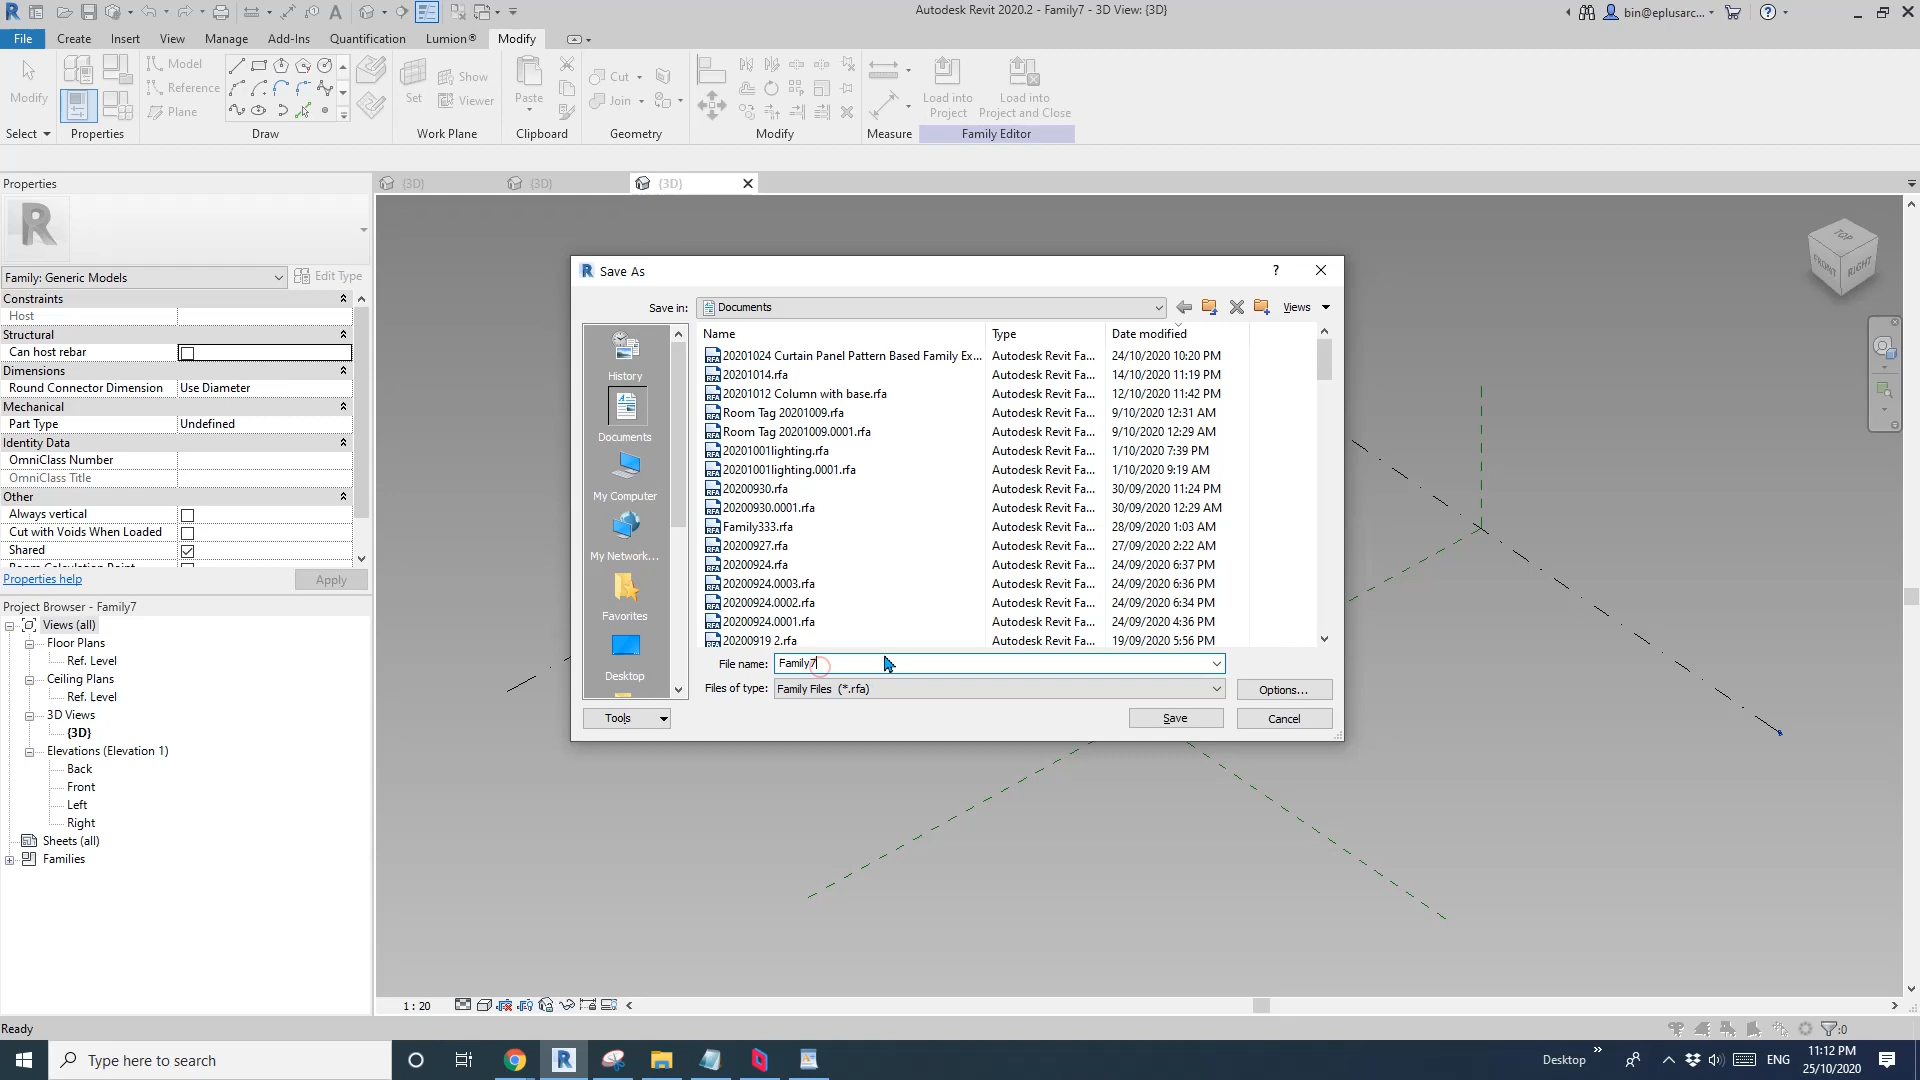 Autodesk Revit 2020.2 - Family7 - 3D View: {3D}
bin@eplusarc...
File
Create
Insert
View
Manage
Add-Ins
Quantification
Lumion®
Modify
Modify
Model
Reference
Plane
Set
Show
Viewer
Paste
Cut
Join
Load into
Project
Load into
Project and Close
Select
Properties
Draw
Work Plane
Clipboard
Geometry
Modify
Measure
Family Editor
Properties
{3D}
{3D}
{3D}
Family: Generic Models
Edit Type
Constraints
Host
Structural
Can host rebar
Dimensions
Round Connector Dimension Use Diameter
Mechanical
Part Type Undefined
Identity Data
OmniClass Number
OmniClass Title
Other
Always vertical
Cut with Voids When Loaded
Shared
Room Calculation Point
Properties help
Apply
Project Browser - Family7
Views (all)
Floor Plans
Ref. Level
Ceiling Plans
Ref. Level
3D Views
{3D}
Elevations (Elevation 1)
Back
Front
Left
Right
Sheets (all)
Families
TOP
FRONT
RIGHT
Save As
Save in:
Documents
Views
History
Documents
My Computer
My Network...
Favorites
Desktop
Name Type Date modified
20201024 Curtain Panel Pattern Based Family Ex... Autodesk Revit Fa... 24/10/2020 10:20 PM
20201014.rfa Autodesk Revit Fa... 14/10/2020 11:19 PM
20201012 Column with base.rfa Autodesk Revit Fa... 12/10/2020 11:42 PM
Room Tag 20201009.rfa Autodesk Revit Fa... 9/10/2020 12:31 AM
Room Tag 20201009.0001.rfa Autodesk Revit Fa... 9/10/2020 12:29 AM
20201001lighting.rfa Autodesk Revit Fa... 1/10/2020 7:39 PM
20201001lighting.0001.rfa Autodesk Revit Fa... 1/10/2020 9:19 AM
20200930.rfa Autodesk Revit Fa... 30/09/2020 11:24 PM
20200930.0001.rfa Autodesk Revit Fa... 30/09/2020 12:29 AM
Family333.rfa Autodesk Revit Fa... 28/09/2020 1:03 AM
20200927.rfa Autodesk Revit Fa... 27/09/2020 2:22 AM
20200924.rfa Autodesk Revit Fa... 24/09/2020 6:37 PM
20200924.0003.rfa Autodesk Revit Fa... 24/09/2020 6:36 PM
20200924.0002.rfa Autodesk Revit Fa... 24/09/2020 6:34 PM
20200924.0001.rfa Autodesk Revit Fa... 24/09/2020 4:36 PM
20200919 2.rfa Autodesk Revit Fa... 19/09/2020 5:56 PM
File name: Family7
Files of type: Family Files (*.rfa)
Options...
Tools
Save
Cancel
1 : 20
Ready
:0
Type here to search
Desktop
ENG
11:12 PM
25/10/2020